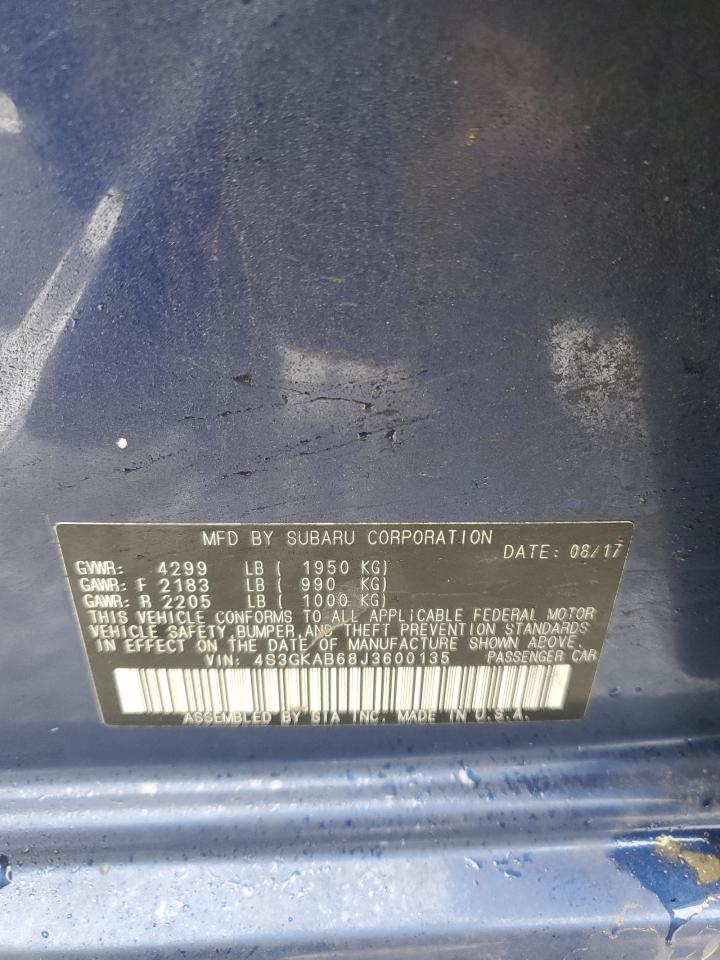 MFD BY SUBARU CORPORATION
DATE: 08/17
GVWR: 4299 LB ( 1950 KG)
GAWR: F 2183 LB ( 990 KG)
GAWR: R 2205 LB ( 1000 KG)
THIS VEHICLE CONFORMS TO ALL APPLICABLE FEDERAL MOTOR
VEHICLE SAFETY, BUMPER, AND THEFT PREVENTION STANDARDS
IN EFFECT ON THE DATE OF MANUFACTURE SHOWN ABOVE.
VIN: 4S3GKAB68J3600135 PASSENGER CAR
ASSEMBLED BY SIA INC. MADE IN U.S.A.